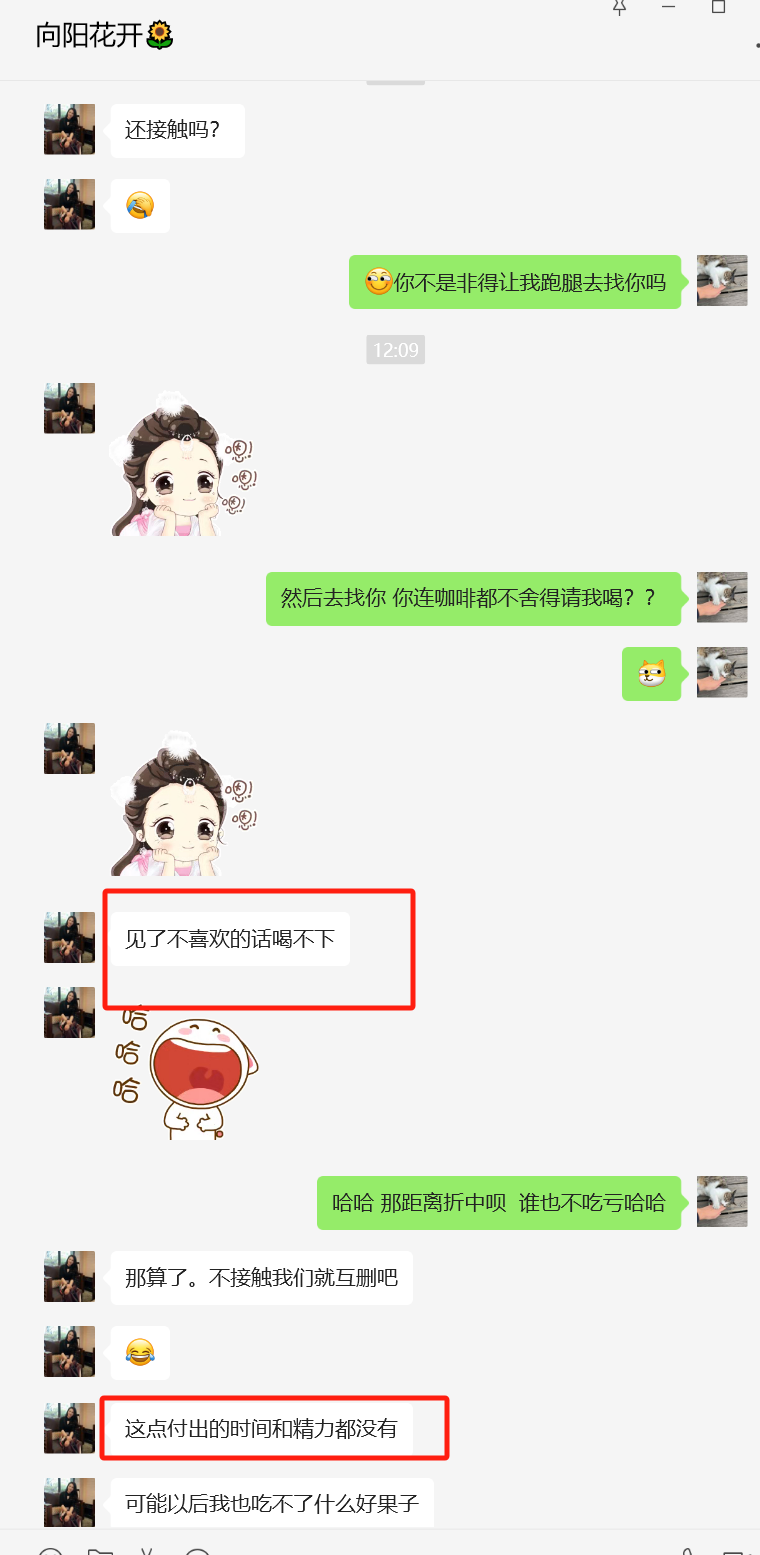 向阳花开🌻
还接触吗?
🤣
你不是非得让我跑腿去找你吗
12:09
嗯!
嗯!
嗯!
然后去找你 你连咖啡都不舍得请我喝? ?
嗯!
嗯!
见了不喜欢的话喝不下
哈
哈
哈
哈哈 那距离折中呗 谁也不吃亏哈哈
那算了。不接触我们就互删吧
😂
这点付出的时间和精力都没有
可能以后我也吃不了什么好果子